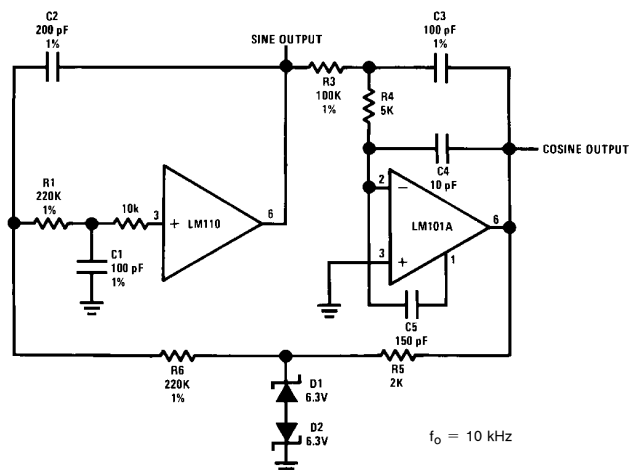 C2
200 pF
1%
SINE OUTPUT
C3
100 pF
1%
R3
100K
1%
R4
5K
C4
10 pF
COSINE OUTPUT
R1
220K
1%
10k
3
+
LM110
6
C1
100 pF
1%
2
−
LM101A
6
3
+
1
C5
150 pF
R6
220K
1%
R5
2K
D1
6.3V
D2
6.3V
fo = 10 kHz